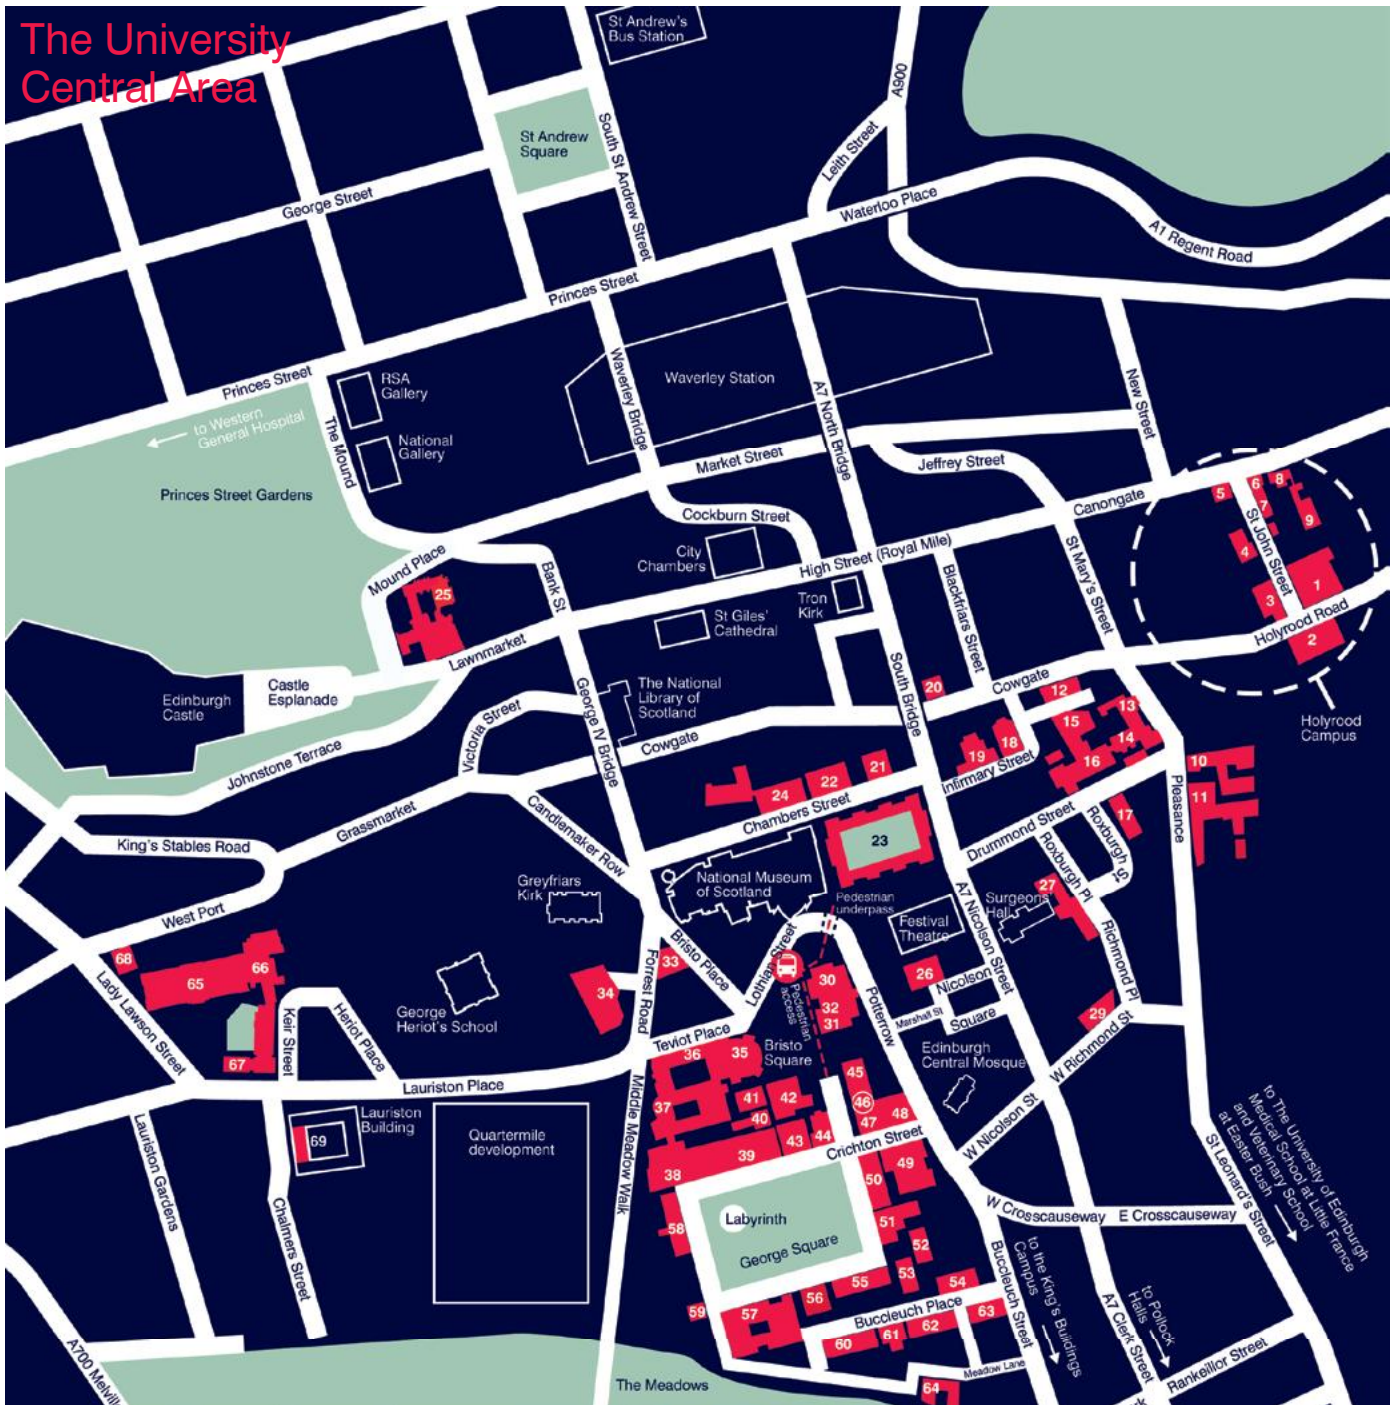 The University
Central Area
St Andrew's
Bus Station
A900
St Andrew
Square
South St Andrew Street
Leith Street
George Street
Waterloo Place
A1 Regent Road
Princes Street
Princes Street
to Western
General Hospital
RSA
Gallery
National
Gallery
The Mound
Princes Street Gardens
Waverley Bridge
Waverley Station
A7 North Bridge
New Street
Market Street
Jeffrey Street
Cockburn Street
Canongate
City
Chambers
High Street (Royal Mile)
Mound Place
Bank St
25
Lawnmarket
St Giles'
Cathedral
Tron
Kirk
Blackfriars Street
St Mary's Street
5
6
7
8
9
4
St John Street
3
1
Holyrood Road
2
Holyrood
Campus
Edinburgh
Castle
Castle
Esplanade
Johnstone Terrace
Victoria Street
George IV Bridge
The National
Library of
Scotland
Cowgate
South Bridge
20
Cowgate
12
13
15
14
18
19
16
Infirmary Street
10
11
Pleasance
17
Drummond Street
Roxburgh St
Roxburgh Pl
21
22
24
Chambers Street
23
King's Stables Road
Grassmarket
Candlemaker Row
Greyfriars
Kirk
National Museum
of Scotland
Pedestrian
underpass
Festival
Theatre
A7 Nicolson Street
Surgeons'
Hall
27
Richmond Pl
West Port
68
65
66
67
Lady Lawson Street
Keir Street
Heriot Place
George
Heriot's School
34
33
Forrest Road
Bristo Place
Lothian Street
Pedestrian
access
30
32
31
Potterrow
26
Nicolson
Square
Marshall St
29
W Richmond St
Edinburgh
Central Mosque
Teviot Place
Bristo
Square
36
35
Lauriston Place
37
41
42
40
45
46
47
48
43
44
39
38
Crichton Street
W Nicolson St
Lauriston
Building
69
Lauriston Gardens
Chalmers Street
Quartermile
development
Middle Meadow Walk
49
50
58
Labyrinth
George Square
51
52
53
54
55
56
57
59
W Crosscauseway
E Crosscauseway
St Leonard's Street
to The University of Edinburgh
Medical School at Little France
and Veterinary School
at Easter Bush
Buccleuch Street
to the King's Buildings
Campus
Buccleuch Place
60
61
62
63
Meadow Lane
64
A7 Clerk Street
to Pollock
Halls
Rankeillor Street
The Meadows